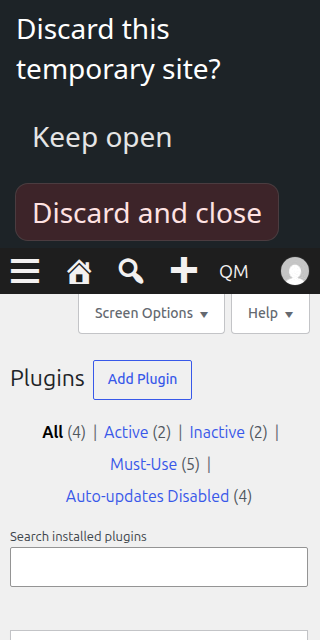 Discard this
temporary site?
Keep open
Discard and close
QM
Screen Options ▼
Help ▼
Plugins
Add Plugin
All (4) | Active (2) | Inactive (2) |
Must-Use (5) |
Auto-updates Disabled (4)
Search installed plugins